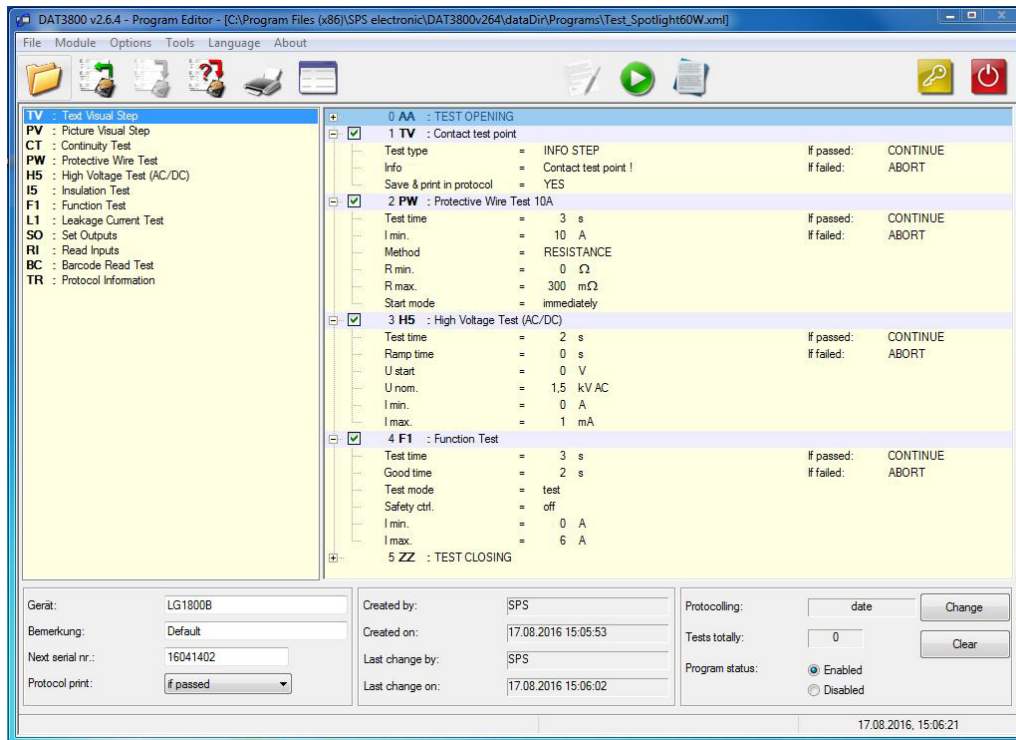 DAT3800 v2.6.4 - Program Editor - [C:\Program Files (x86)\SPS electronic\DAT3800v264\dataDir\Programs\Test_Spotlight60W.xml]
File Module Options Tools Language About
TV : Text Visual Step
PV : Picture Visual Step
CT : Continuity Test
PW : Protective Wire Test
H5 : High Voltage Test (AC/DC)
I5 : Insulation Test
F1 : Function Test
L1 : Leakage Current Test
SO : Set Outputs
RI : Read Inputs
BC : Barcode Read Test
TR : Protocol Information
0 AA : TEST OPENING
1 TV : Contact test point
Test type = INFO STEP If passed: CONTINUE
Info = Contact test point ! If failed: ABORT
Save & print in protocol = YES
2 PW : Protective Wire Test 10A
Test time = 3 s If passed: CONTINUE
I min. = 10 A If failed: ABORT
Method = RESISTANCE
R min. = 0 Ω
R max. = 300 mΩ
Start mode = immediately
3 H5 : High Voltage Test (AC/DC)
Test time = 2 s If passed: CONTINUE
Ramp time = 0 s If failed: ABORT
U start = 0 V
U nom. = 1,5 kV AC
I min. = 0 A
I max. = 1 mA
4 F1 : Function Test
Test time = 3 s If passed: CONTINUE
Good time = 2 s If failed: ABORT
Test mode = test
Safety ctrl. = off
I min. = 0 A
I max. = 6 A
5 ZZ : TEST CLOSING
Gerät: LG1800B
Bemerkung: Default
Next serial nr.: 16041402
Protocol print: if passed
Created by: SPS
Created on: 17.08.2016 15:05:53
Last change by: SPS
Last change on: 17.08.2016 15:06:02
Protocolling: date Change
Tests totally: 0 Clear
Program status: Enabled
Disabled
17.08.2016, 15:06:21